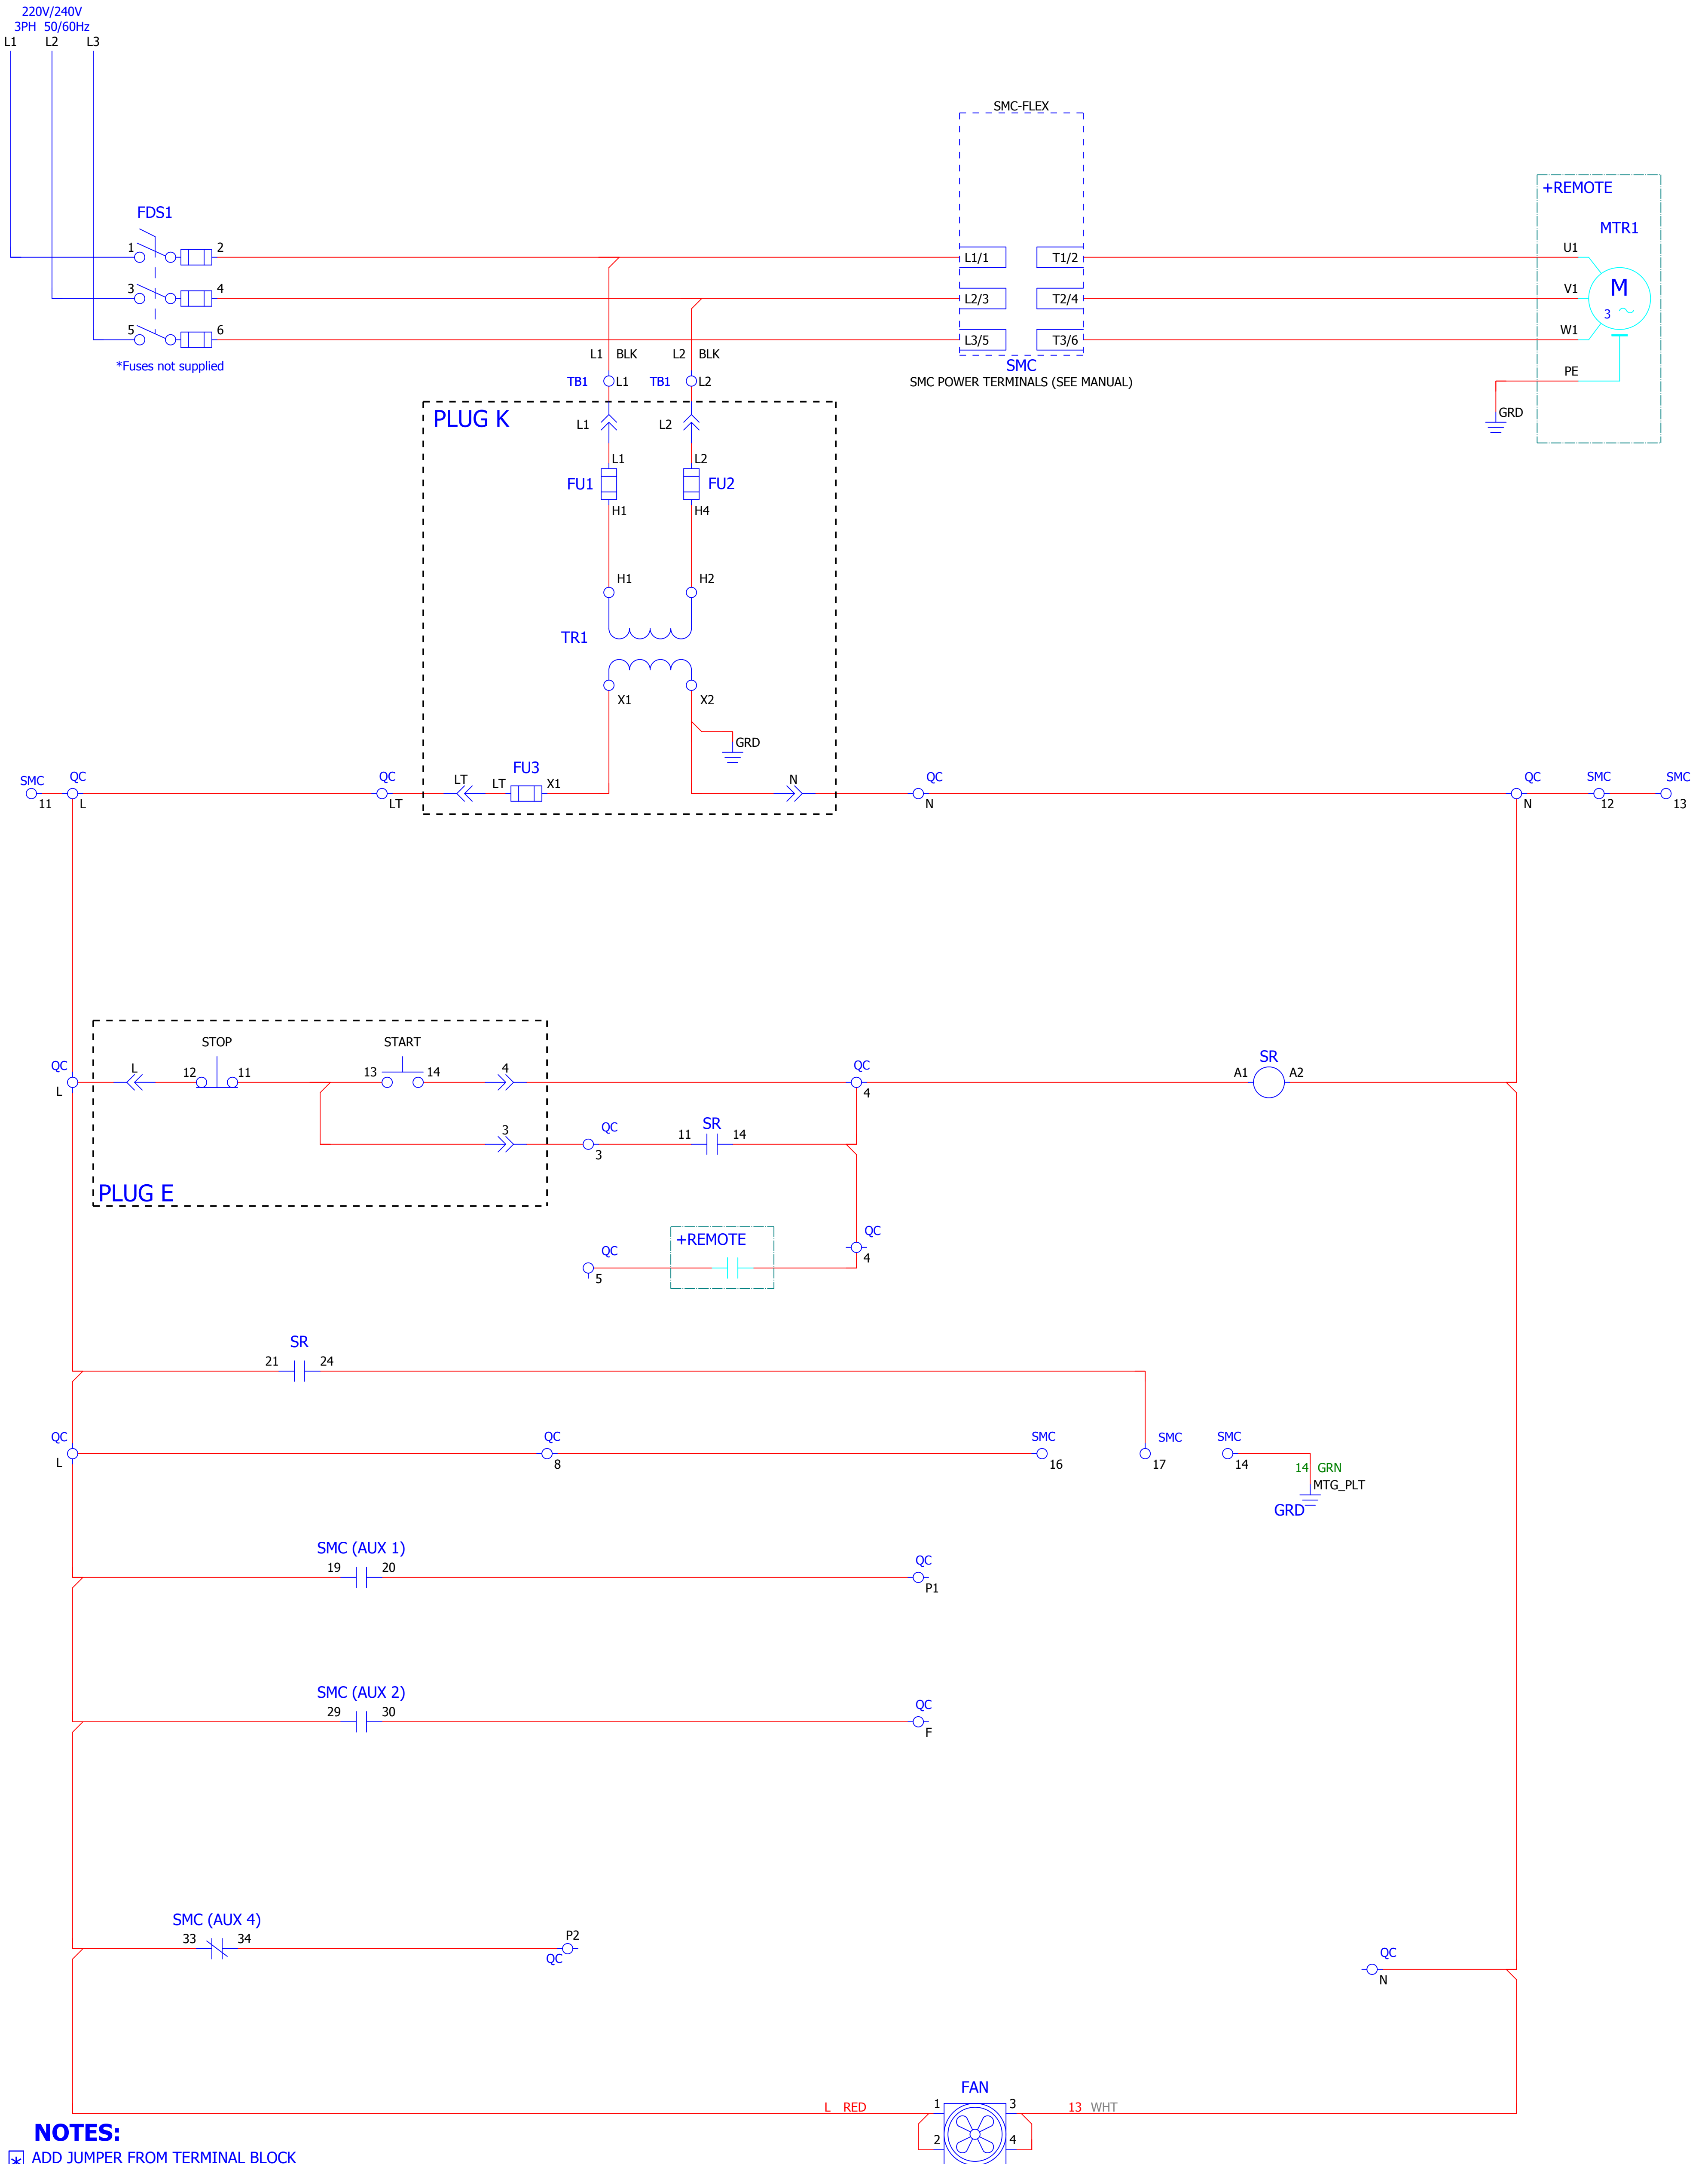 220V/240V
3PH 50/60Hz
L1 L2 L3
SMC-FLEX
+REMOTE
FDS1
MTR1
1 2
L1/1 T1/2
U1
3 4
L2/3 T2/4
V1
M
3
5 6
L3/5 T3/6
W1
*Fuses not supplied
L1 BLK L2 BLK
SMC
SMC POWER TERMINALS (SEE MANUAL)
PE
TB1 L1 TB1 L2
GRD
PLUG K
L1 L2
L1 L2
FU1 FU2
H1 H4
H1 H2
TR1
X1 X2
GRD
SMC QC QC LT LT FU3 X1 N QC QC SMC SMC
11 L LT N N 12 13
STOP START
QC L 12 11 13 14 4 QC SR
L 4 A1 A2
3 QC 11 SR 14
3
PLUG E
+REMOTE
QC QC
5 4
SR
21 24
QC QC SMC SMC SMC
L 8 16 17 14
14 GRN
MTG_PLT
GRD
SMC (AUX 1)
19 20 QC
P1
SMC (AUX 2)
29 30 QC
F
SMC (AUX 4)
33 34 P2
QC QC
N
FAN
L RED 1 3 13 WHT
2 4
NOTES:
* ADD JUMPER FROM TERMINAL BLOCK